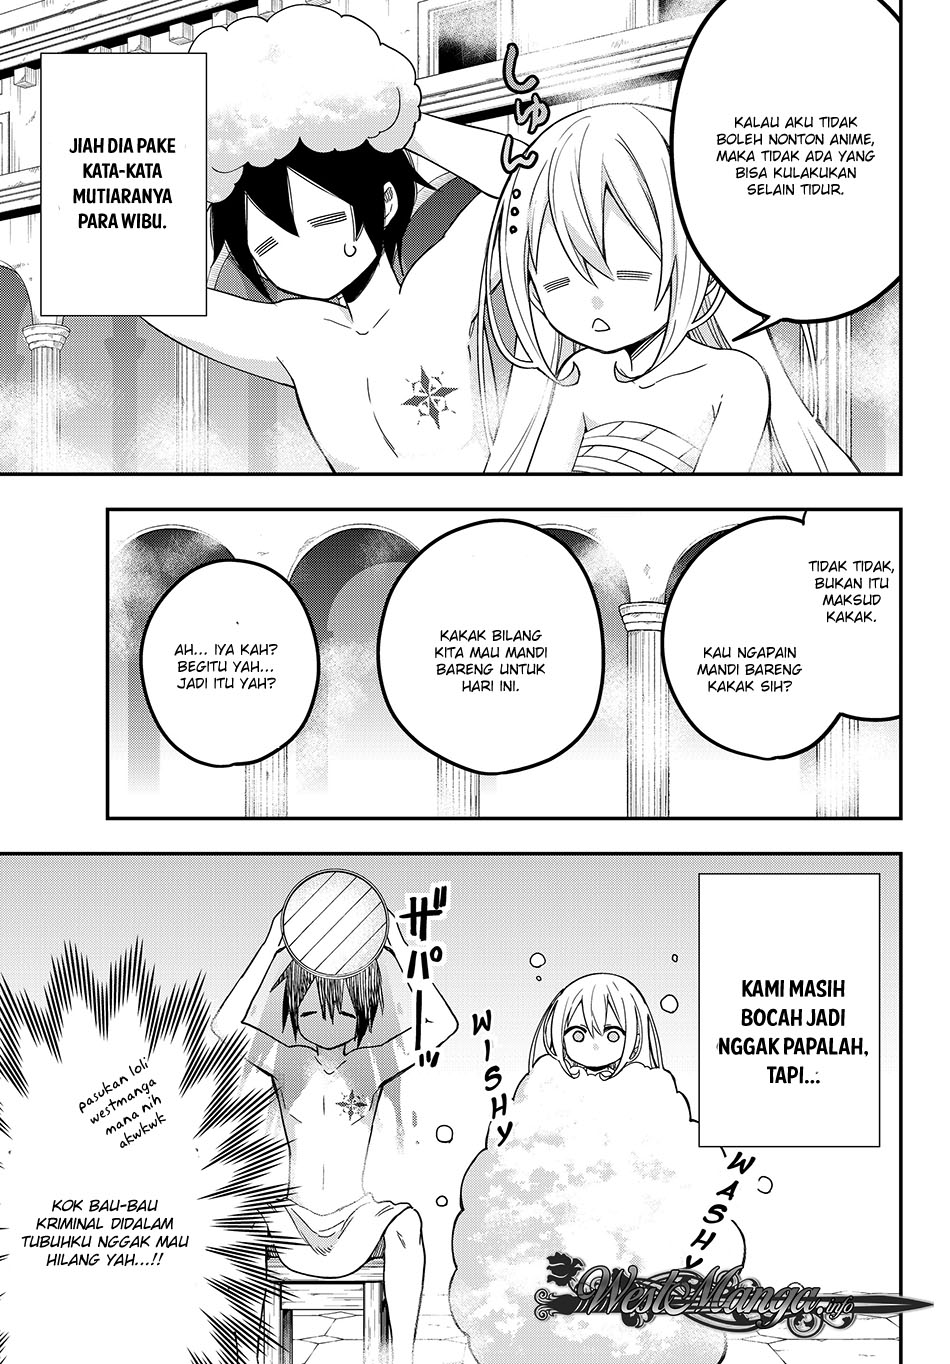 KALAU AKU TIDAK
BOLEH NONTON ANIME,
MAKA TIDAK ADA YANG
BISA KULAKUKAN
SELAIN TIDUR.
しゅん...
JIAH DIA PAKE
KATA-KATA
MUTIARANYA
PARA WIBU.
TIDAK TIDAK,
BUKAN ITU
MAKSUD
KAKAK.
KAU NGAPAIN
MANDI BARENG
KAKAK SIH?
KAKAK BILANG
KITA MAU MANDI
BARENG UNTUK
HARI INI.
AH... IYA KAH?
BEGITU YAH...
JADI ITU YAH?
KAMI MASIH
BOCAH JADI
NGGAK PAPALAH,
TAPI...
WISHY
WASHY
ザパーッ
pasukan loli
westmanga
mana nih
akwkwk
KOK BAU-BAU
KRIMINAL DIDALAM
TUBUHKU NGGAK MAU
HILANG YAH...!!
WestManga.info